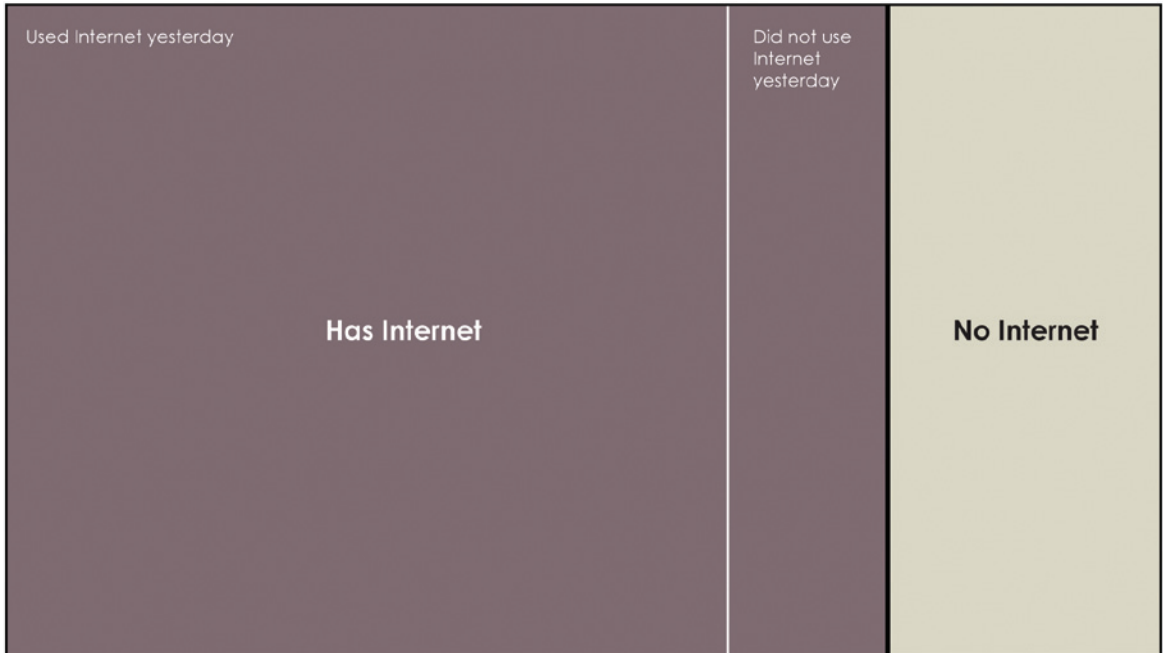 Used Internet yesterday
Did not use
Internet
yesterday
Has Internet
No Internet